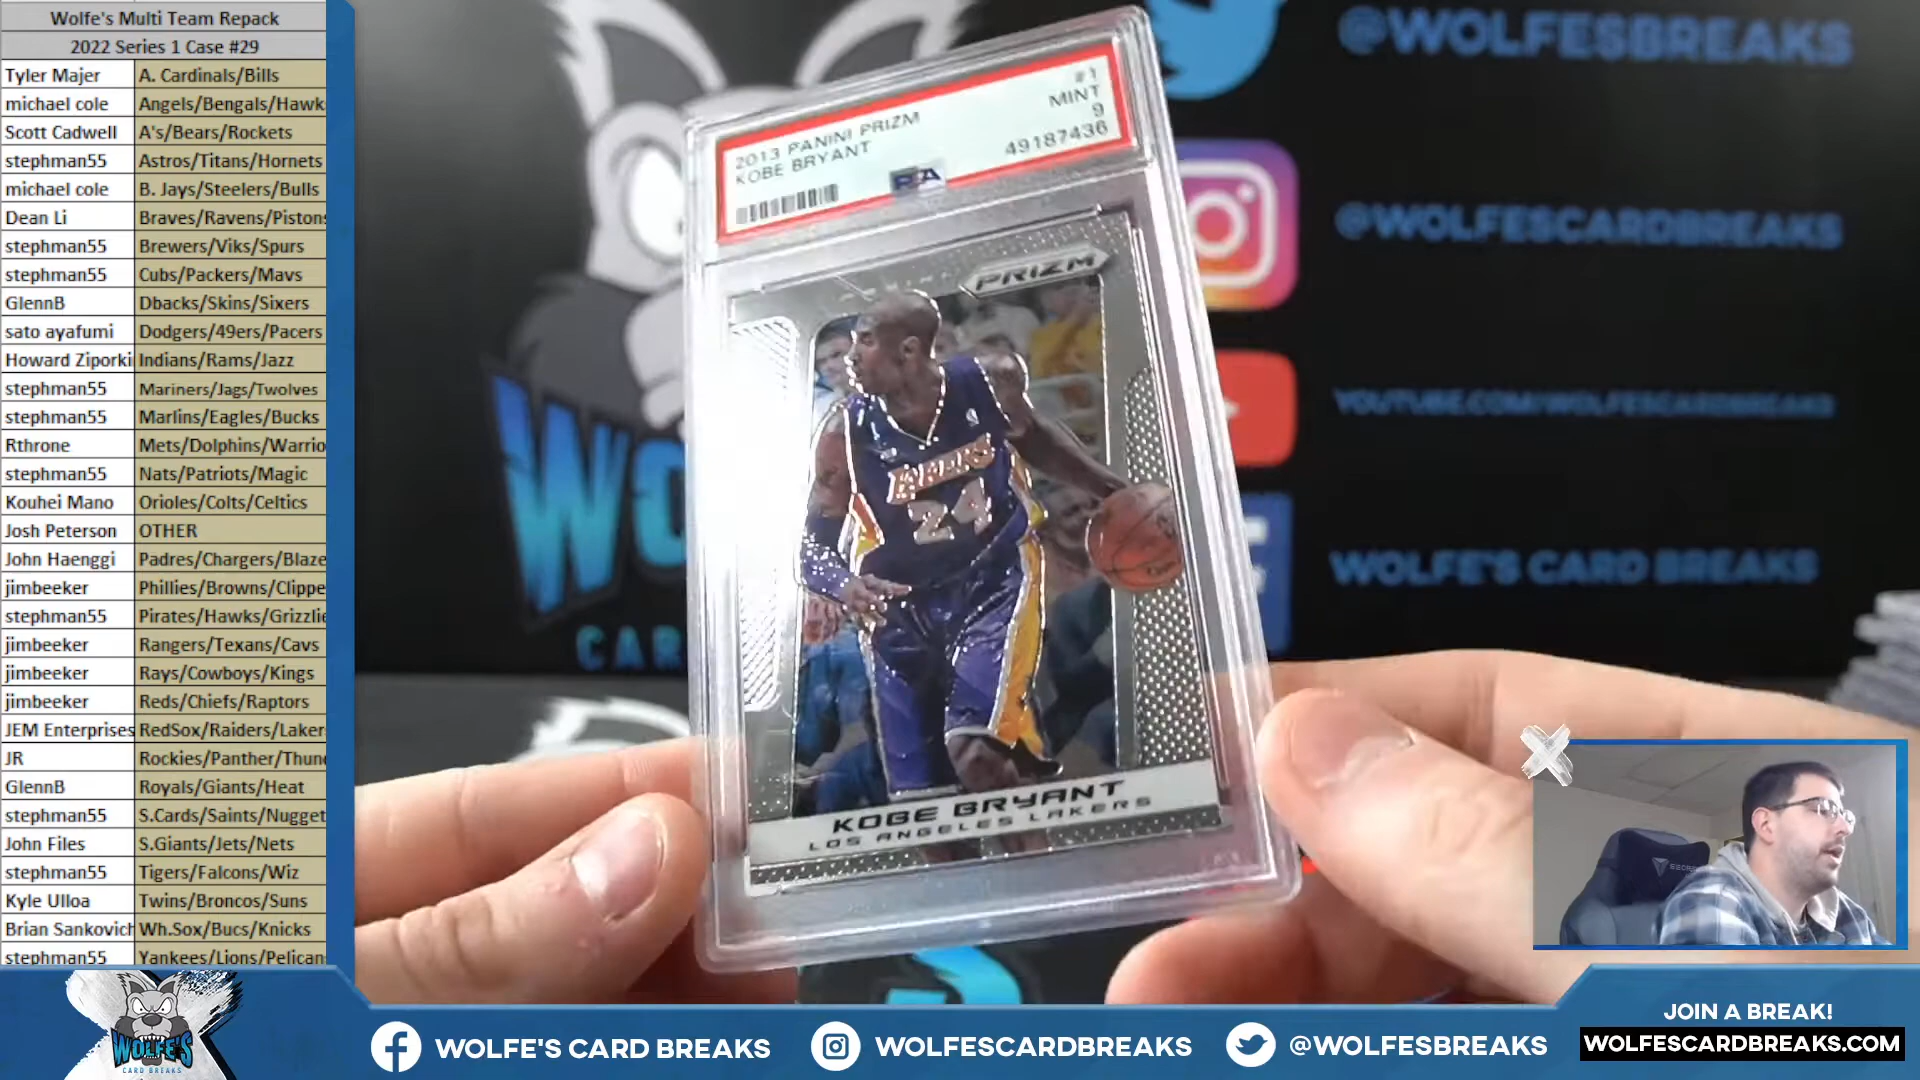 Wolfe's Multi Team Repack
2022 Series 1 Case #29
Tyler Majer A. Cardinals/Bills
michael cole Angels/Bengals/Hawk
Scott Cadwell A's/Bears/Rockets
stephman55 Astros/Titans/Hornets
michael cole B. Jays/Steelers/Bulls
Dean Li Braves/Ravens/Pistons
stephman55 Brewers/Viks/Spurs
stephman55 Cubs/Packers/Mavs
GlennB Dbacks/Skins/Sixers
sato ayafumi Dodgers/49ers/Pacers
Howard Ziporki Indians/Rams/Jazz
stephman55 Mariners/Jags/Twolves
stephman55 Marlins/Eagles/Bucks
Rthrone Mets/Dolphins/Warrio
stephman55 Nats/Patriots/Magic
Kouhei Mano Orioles/Colts/Celtics
Josh Peterson OTHER
John Haenggi Padres/Chargers/Blaze
jimbeeker Phillies/Browns/Clippe
stephman55 Pirates/Hawks/Grizzlie
jimbeeker Rangers/Texans/Cavs
jimbeeker Rays/Cowboys/Kings
jimbeeker Reds/Chiefs/Raptors
JEM Enterprises RedSox/Raiders/Laker
JR Rockies/Panther/Thun
GlennB Royals/Giants/Heat
stephman55 S.Cards/Saints/Nugget
John Files S.Giants/Jets/Nets
stephman55 Tigers/Falcons/Wiz
Kyle Ulloa Twins/Broncos/Suns
Brian Sankovich Wh.Sox/Bucs/Knicks
stephman55 Yankees/Lions/Pelican
@WOLFESBREAKS
@WOLFESCARDBREAKS
YOUTUBE.COM/WOLFESCARDBREAKS
WOLFE'S CARD BREAKS
2013 PANINI PRIZM #1
KOBE BRYANT MINT
9
PSA 49187436
PRIZM
LAKERS
24
KOBE BRYANT
LOS ANGELES LAKERS
WOLFE'S
CARD BREAKS
WOLFE'S CARD BREAKS
WOLFESCARDBREAKS
@WOLFESBREAKS
JOIN A BREAK!
WOLFESCARDBREAKS.COM